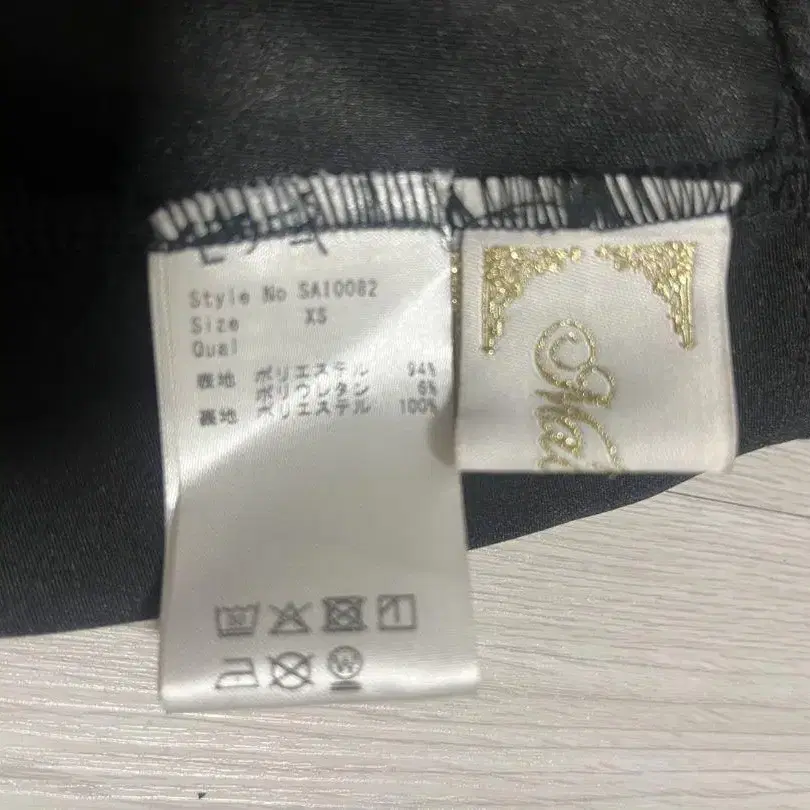 Style No SA10082
Size XS
Qual
表地 ポリエステル 94%
ポリウレタン 6%
裏地 ポリエステル 100%